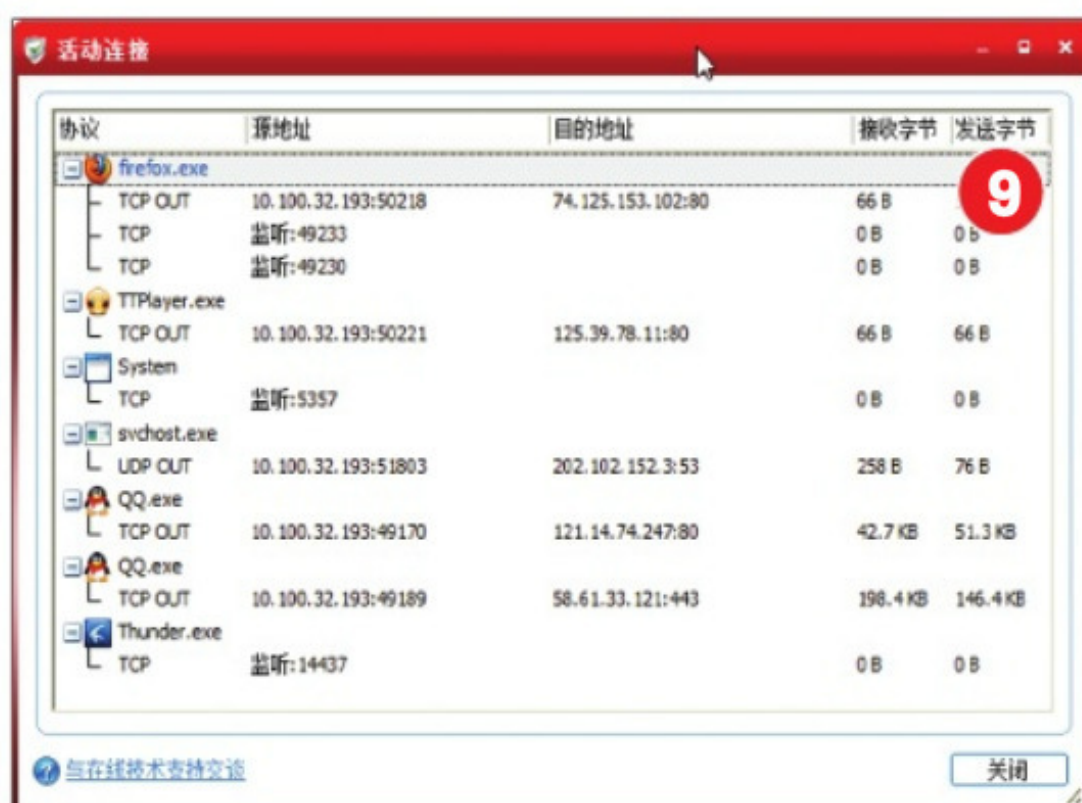 活动连接
协议 源地址 目的地址 接收字节 发送字节
firefox.exe
9
TCP OUT 10.100.32.193:50218 74.125.153.102:80 66 B
TCP 监听:49233 0 B 0 B
TCP 监听:49230 0 B 0 B
TTPlayer.exe
TCP OUT 10.100.32.193:50221 125.39.78.11:80 66 B 66 B
System
TCP 监听:5357 0 B 0 B
svchost.exe
UDP OUT 10.100.32.193:51803 202.102.152.3:53 258 B 76 B
QQ.exe
TCP OUT 10.100.32.193:49170 121.14.74.247:80 42.7 KB 51.3 KB
QQ.exe
TCP OUT 10.100.32.193:49189 58.61.33.121:443 198.4 KB 146.4 KB
Thunder.exe
TCP 监听:14437 0 B 0 B
与在线技术支持交谈
关闭